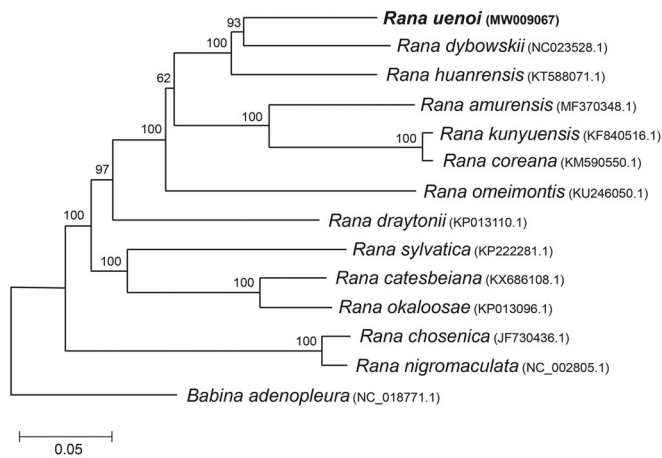 93
Rana uenoi (MW009067)
100
Rana dybowskii (NC023528.1)
Rana huanrensis (KT588071.1)
62
100
Rana amurensis (MF370348.1)
100
100
Rana kunyuensis (KF840516.1)
Rana coreana (KM590550.1)
97
Rana omeimontis (KU246050.1)
100
Rana draytonii (KP013110.1)
Rana sylvatica (KP222281.1)
100
100
Rana catesbeiana (KX686108.1)
Rana okaloosae (KP013096.1)
100
Rana chosenica (JF730436.1)
Rana nigromaculata (NC_002805.1)
Babina adenopleura (NC_018771.1)
0.05